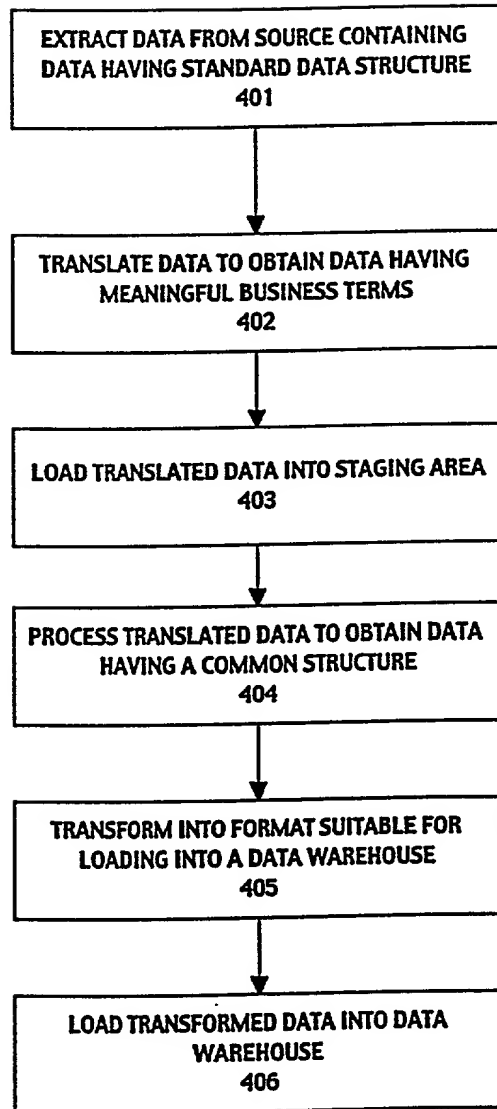 EXTRACT DATA FROM SOURCE CONTAINING
DATA HAVING STANDARD DATA STRUCTURE
401
TRANSLATE DATA TO OBTAIN DATA HAVING
MEANINGFUL BUSINESS TERMS
402
LOAD TRANSLATED DATA INTO STAGING AREA
403
PROCESS TRANSLATED DATA TO OBTAIN DATA
HAVING A COMMON STRUCTURE
404
TRANSFORM INTO FORMAT SUITABLE FOR
LOADING INTO A DATA WAREHOUSE
405
LOAD TRANSFORMED DATA INTO DATA
WAREHOUSE
406